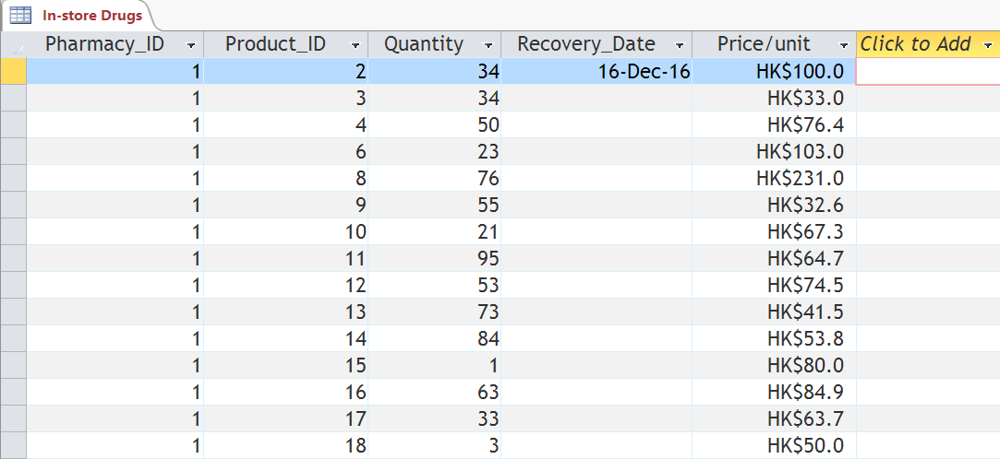 In-store Drugs
Pharmacy_ID Product_ID Quantity Recovery_Date Price/unit Click to Add
1 2 34 16-Dec-16 HK$100.0
1 3 34 HK$33.0
1 4 50 HK$76.4
1 6 23 HK$103.0
1 8 76 HK$231.0
1 9 55 HK$32.6
1 10 21 HK$67.3
1 11 95 HK$64.7
1 12 53 HK$74.5
1 13 73 HK$41.5
1 14 84 HK$53.8
1 15 1 HK$80.0
1 16 63 HK$84.9
1 17 33 HK$63.7
1 18 3 HK$50.0